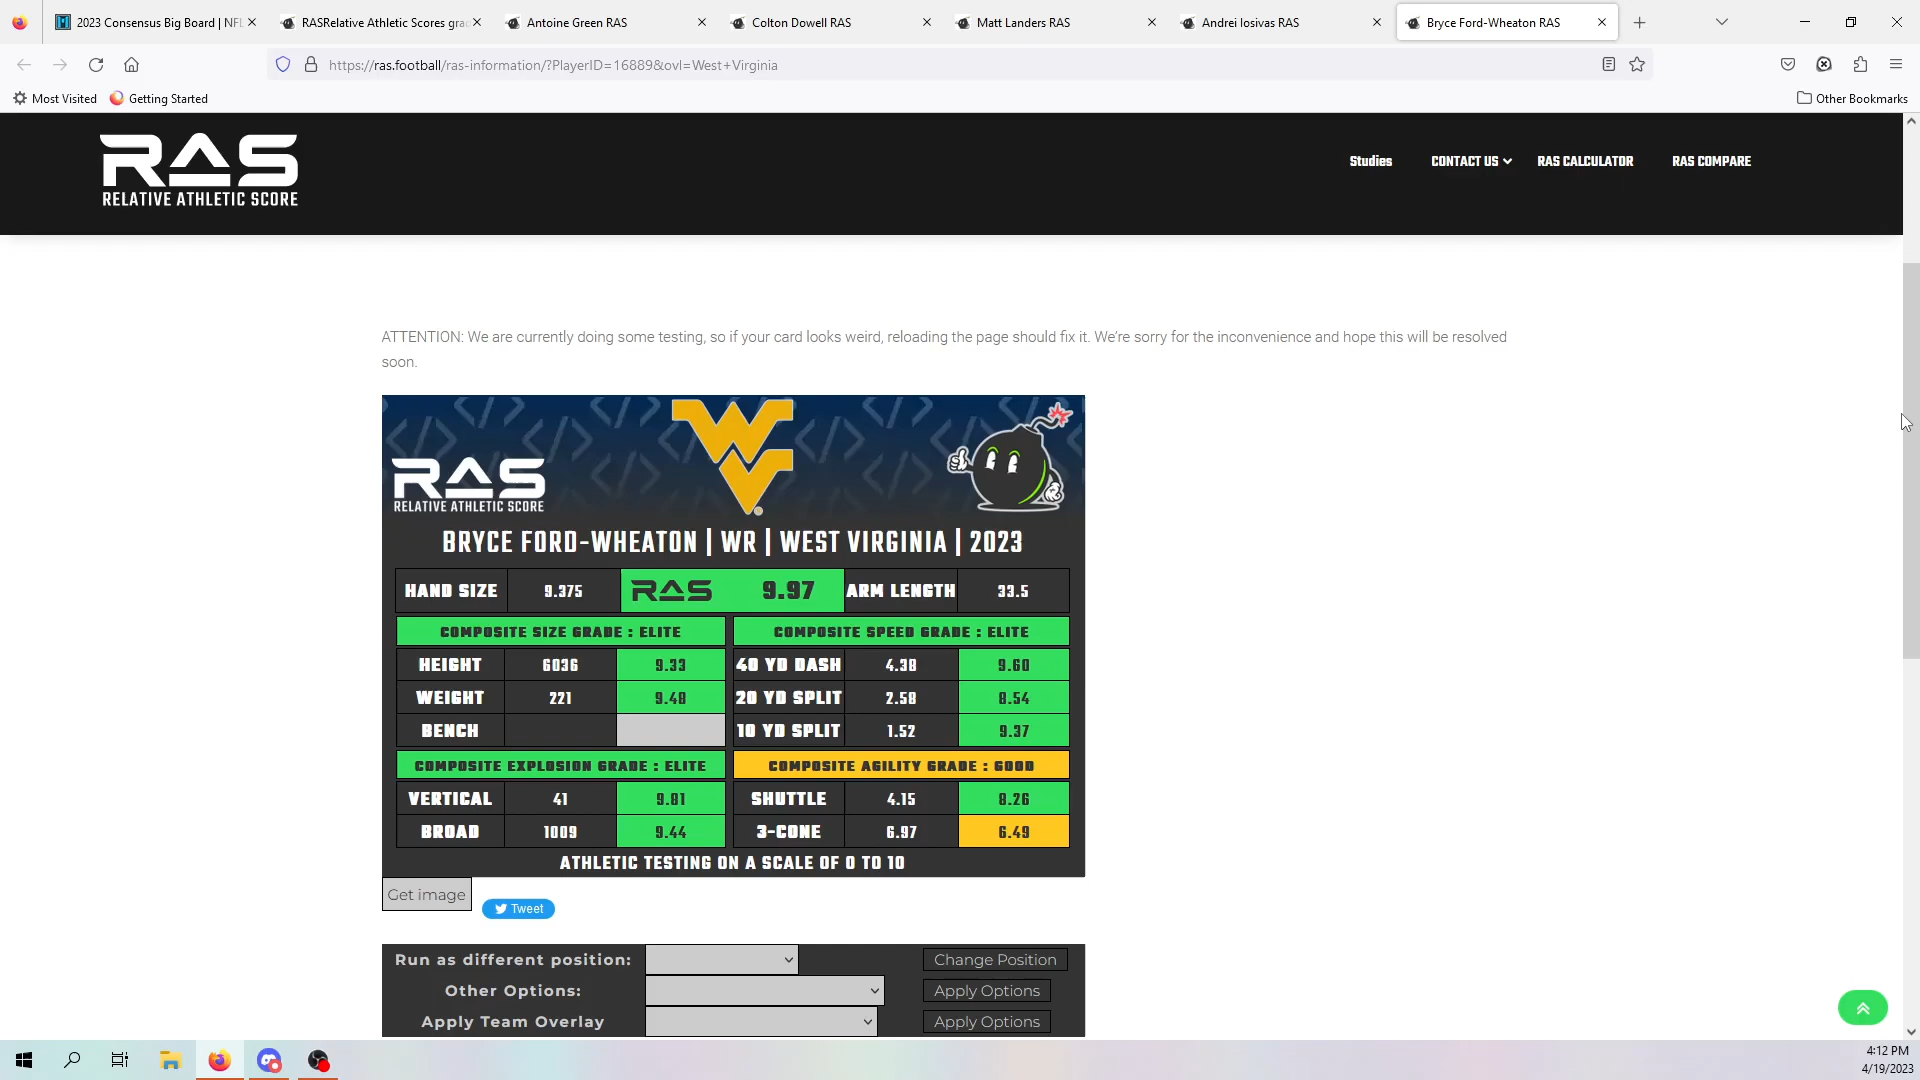 2023 Consensus Big Board | NFL
RASRelative Athletic Scores gra
Antoine Green RAS
Colton Dowell RAS
Matt Landers RAS
Andrei Iosivas RAS
Bryce Ford-Wheaton RAS
https://ras.football/ras-information/?PlayerID=16889&ovl=West+Virginia
Most Visited
Getting Started
Other Bookmarks
RAS
RELATIVE ATHLETIC SCORE
Studies
CONTACT US
RAS CALCULATOR
RAS COMPARE
ATTENTION: We are currently doing some testing, so if your card looks weird, reloading the page should fix it. We're sorry for the inconvenience and hope this will be resolved
soon.
WV
RAS
RELATIVE ATHLETIC SCORE
BRYCE FORD-WHEATON | WR | WEST VIRGINIA | 2023
HAND SIZE 9.375 RAS 9.97 ARM LENGTH 33.5
COMPOSITE SIZE GRADE : ELITE COMPOSITE SPEED GRADE : ELITE
HEIGHT 6036 9.33 40 YD DASH 4.38 9.60
WEIGHT 221 9.48 20 YD SPLIT 2.58 8.54
BENCH 10 YD SPLIT 1.52 9.37
COMPOSITE EXPLOSION GRADE : ELITE COMPOSITE AGILITY GRADE : GOOD
VERTICAL 41 9.81 SHUTTLE 4.15 8.26
BROAD 1009 9.44 3-CONE 6.97 6.49
ATHLETIC TESTING ON A SCALE OF 0 TO 10
Get image
Tweet
Run as different position: Change Position
Other Options: Apply Options
Apply Team Overlay Apply Options
4:12 PM
4/19/2023